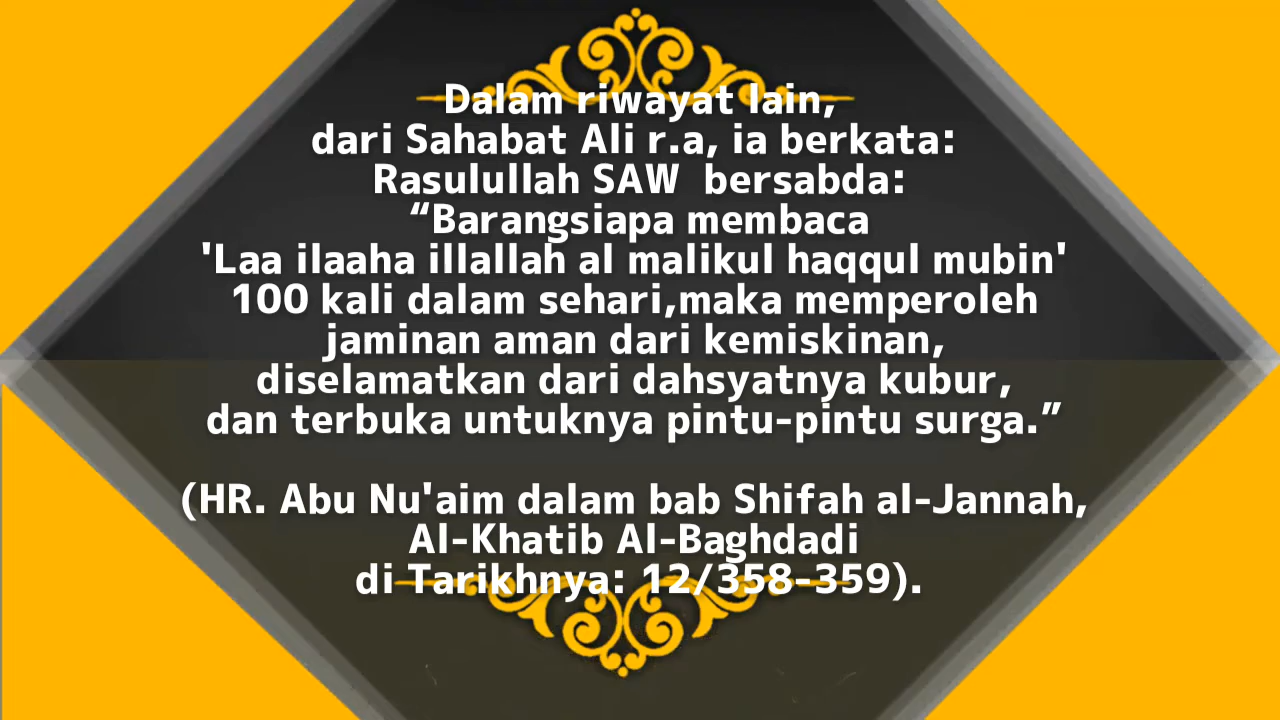 Dalam riwayat lain,
dari Sahabat Ali r.a, ia berkata:
Rasulullah SAW  bersabda:
“Barangsiapa membaca
'Laa ilaaha illallah al malikul haqqul mubin'
100 kali dalam sehari,maka memperoleh
jaminan aman dari kemiskinan,
diselamatkan dari dahsyatnya kubur,
dan terbuka untuknya pintu-pintu surga.”
(HR. Abu Nu'aim dalam bab Shifah al-Jannah,
Al-Khatib Al-Baghdadi
di Tarikhnya: 12/358-359).